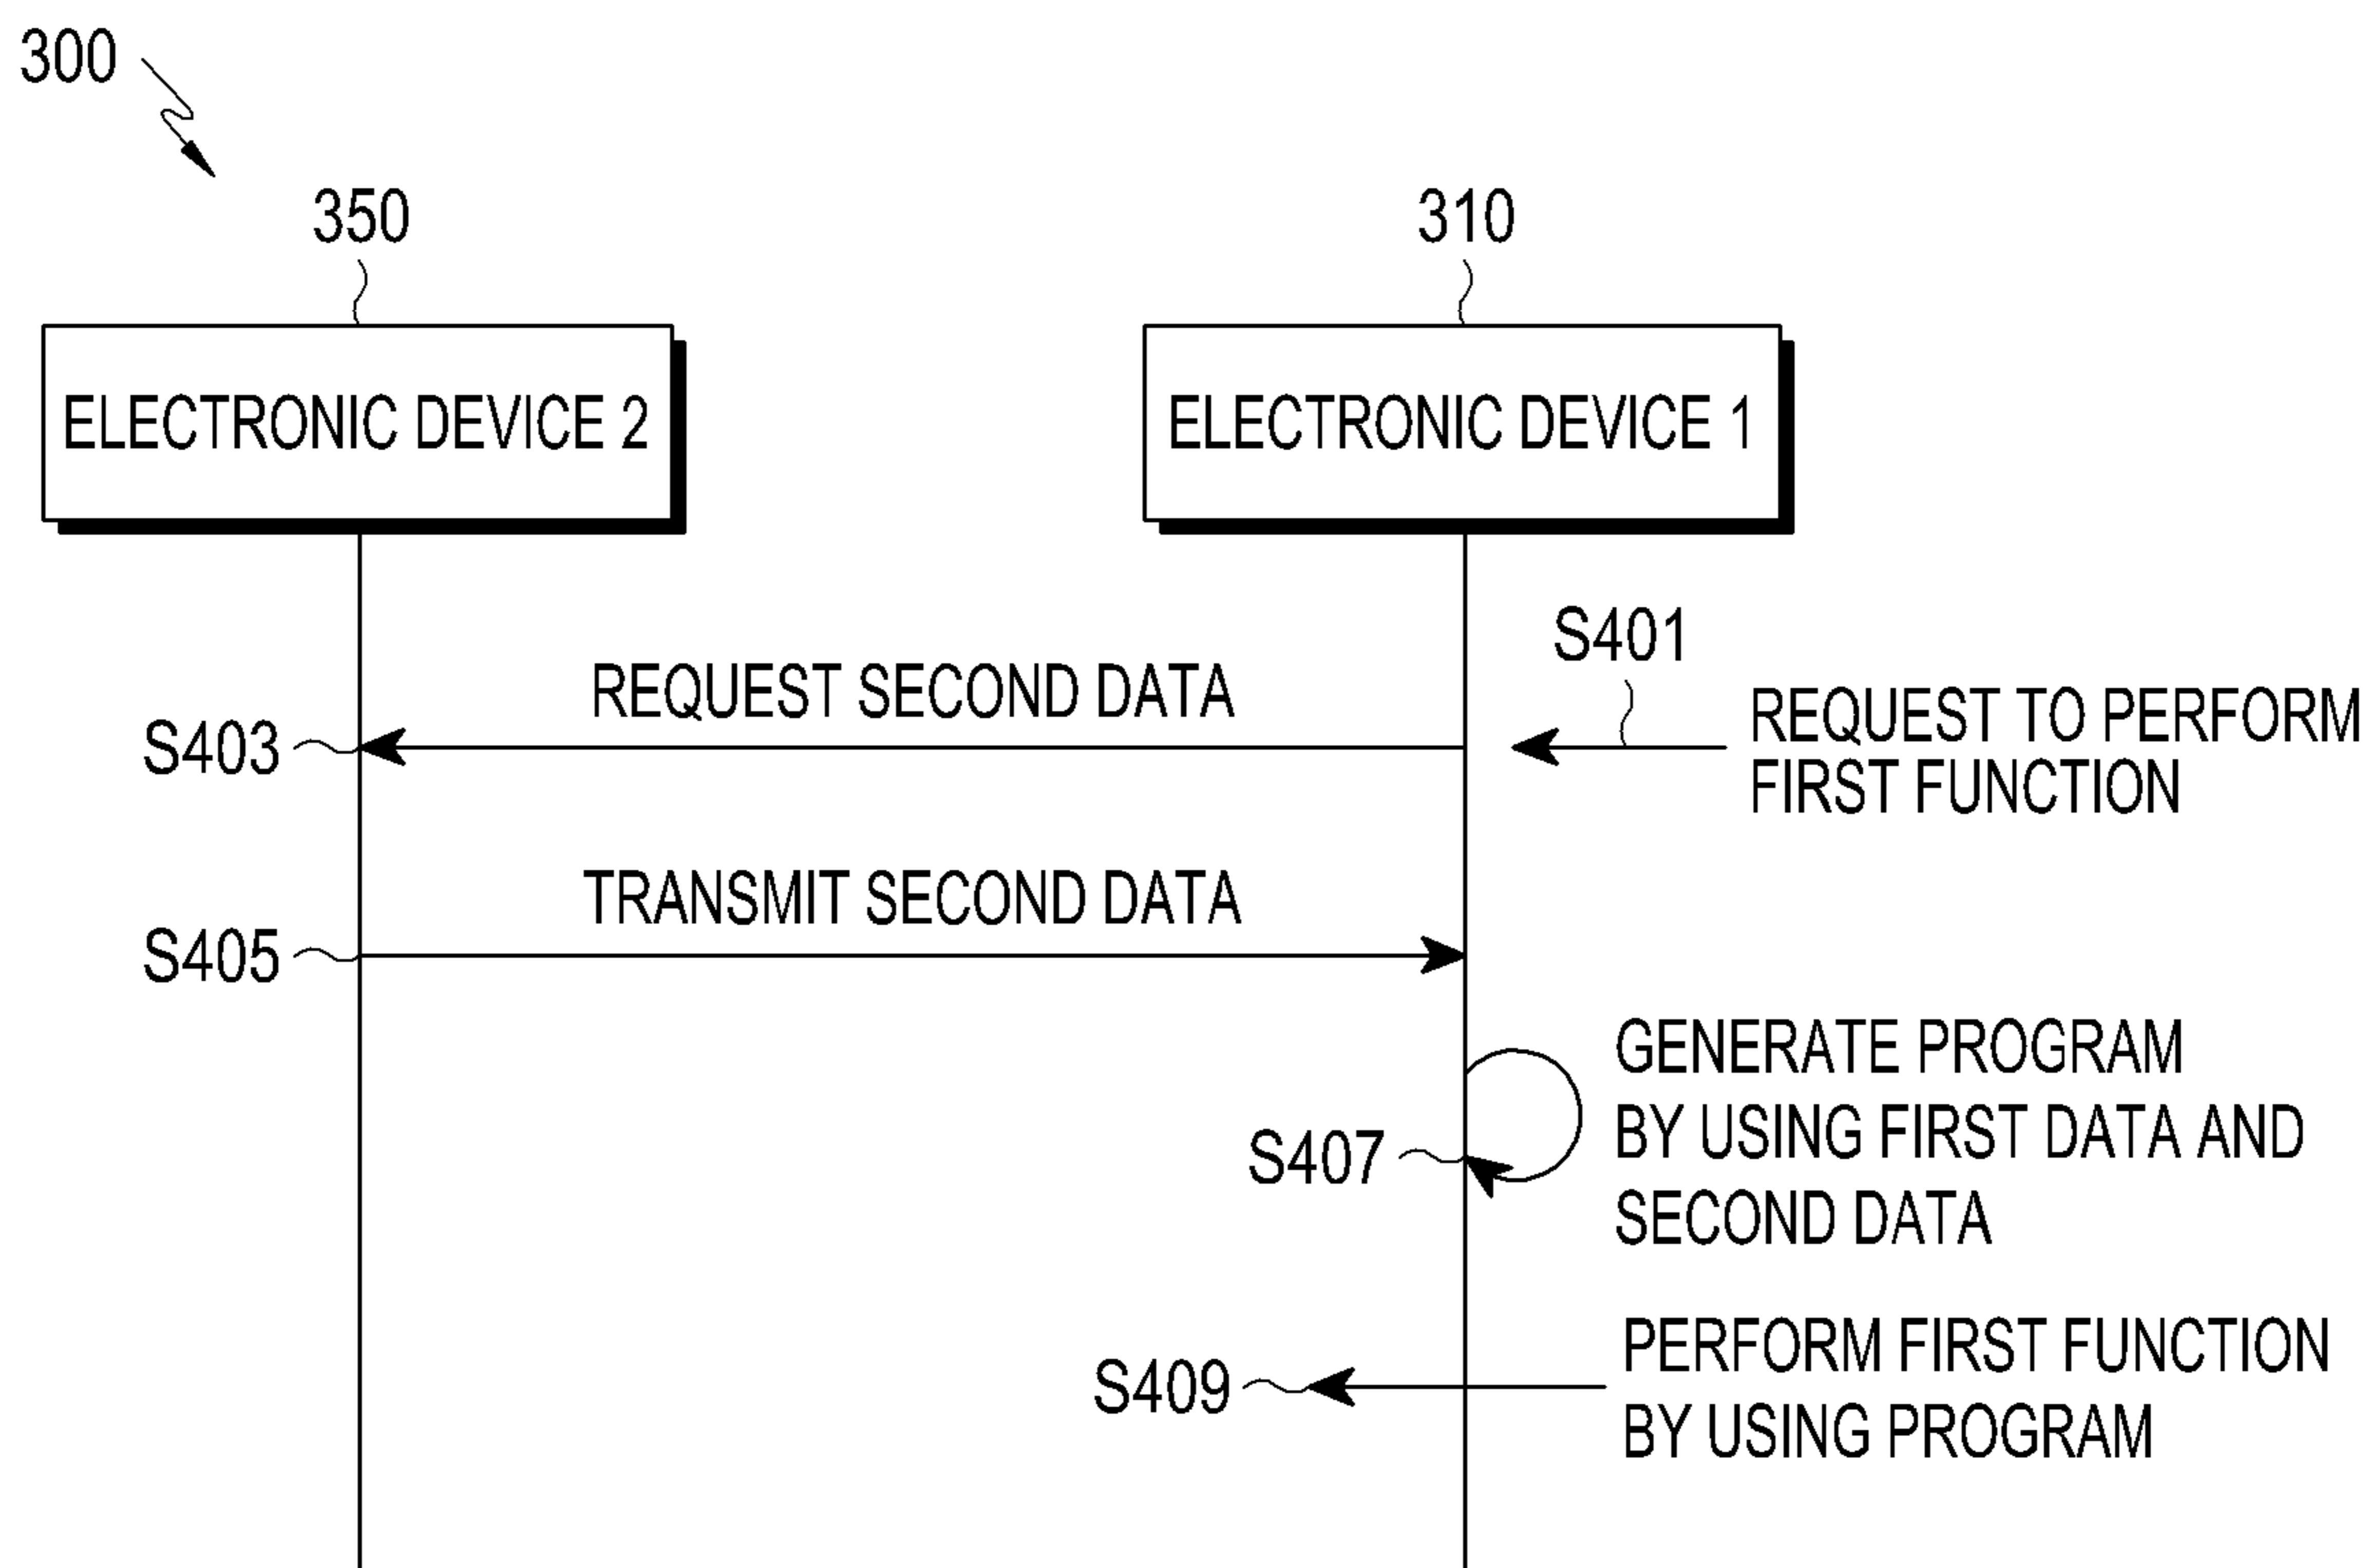 300
350
310
ELECTRONIC DEVICE 2
ELECTRONIC DEVICE 1
S401
REQUEST TO PERFORM
FIRST FUNCTION
REQUEST SECOND DATA
S403
TRANSMIT SECOND DATA
S405
GENERATE PROGRAM
BY USING FIRST DATA AND
SECOND DATA
S407
PERFORM FIRST FUNCTION
BY USING PROGRAM
S409